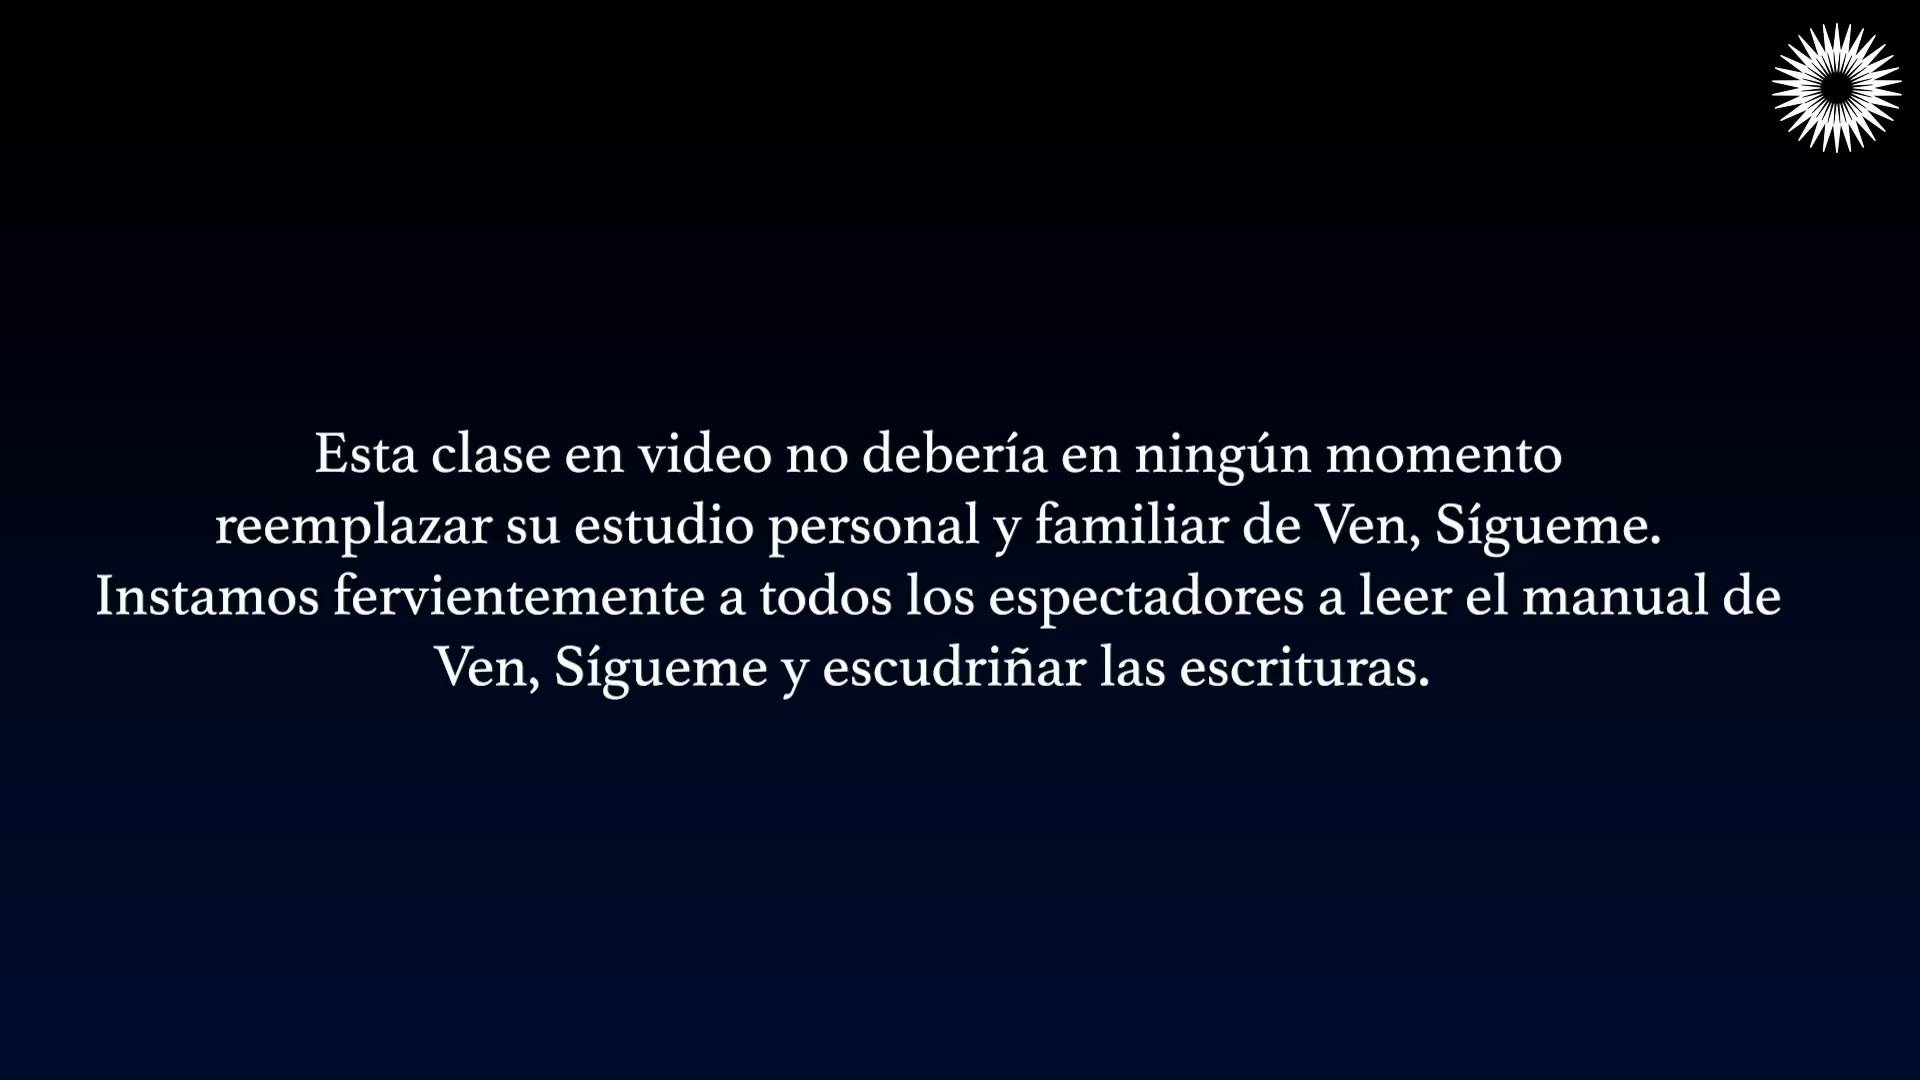 Esta clase en video no debería en ningún momento
reemplazar su estudio personal y familiar de Ven, Sígueme.
Instamos fervientemente a todos los espectadores a leer el manual de
Ven, Sígueme y escudriñar las escrituras.